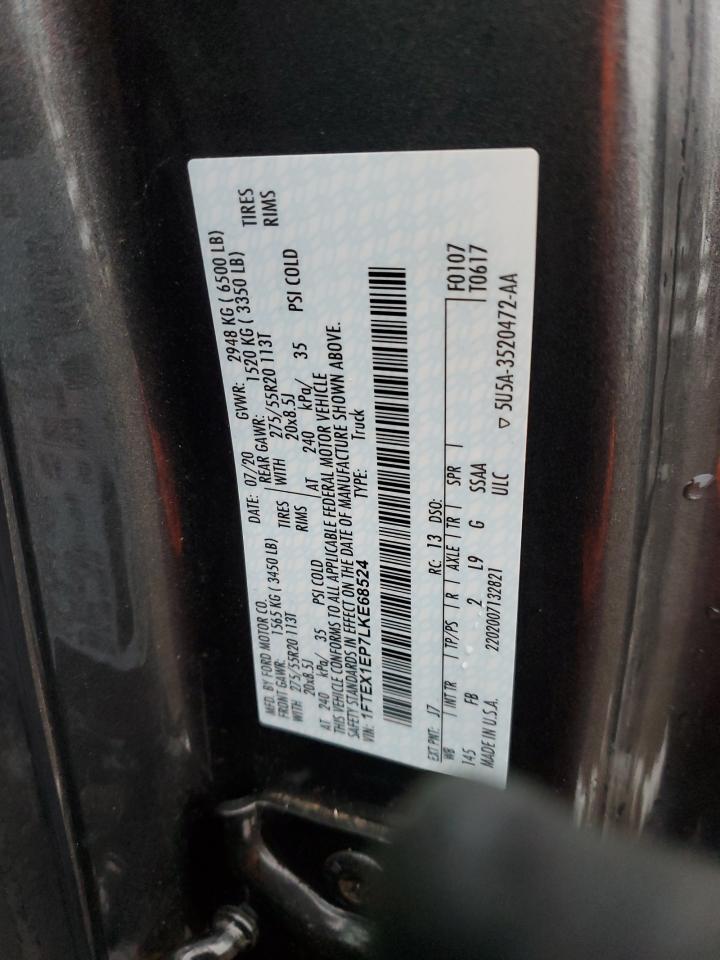 MFD. BY FORD MOTOR CO.
DATE: 07/20 GVWR: 2948 KG ( 6500 LB)
FRONT GAWR: 1565 KG ( 3450 LB) REAR GAWR: 1520 KG ( 3350 LB)
WITH 275/55R20 113T TIRES WITH 275/55R20 113T TIRES
20x8.5J RIMS 20x8.5J RIMS
AT 240 kPa/ 35 PSI COLD AT 240 kPa/ 35 PSI COLD
THIS VEHICLE CONFORMS TO ALL APPLICABLE FEDERAL MOTOR VEHICLE
SAFETY STANDARDS IN EFFECT ON THE DATE OF MANUFACTURE SHOWN ABOVE.
VIN: 1FTEX1EP7LKE68524 TYPE: Truck
EXT PNT: J7 RC: 13 DSO: F0107
WB INT TR TP/PS R AXLE TR SPR T0617
145 FB 2 L9 G SSAA
MADE IN U.S.A. 2202007132821 ULC ▽ 5U5A-3520472-AA